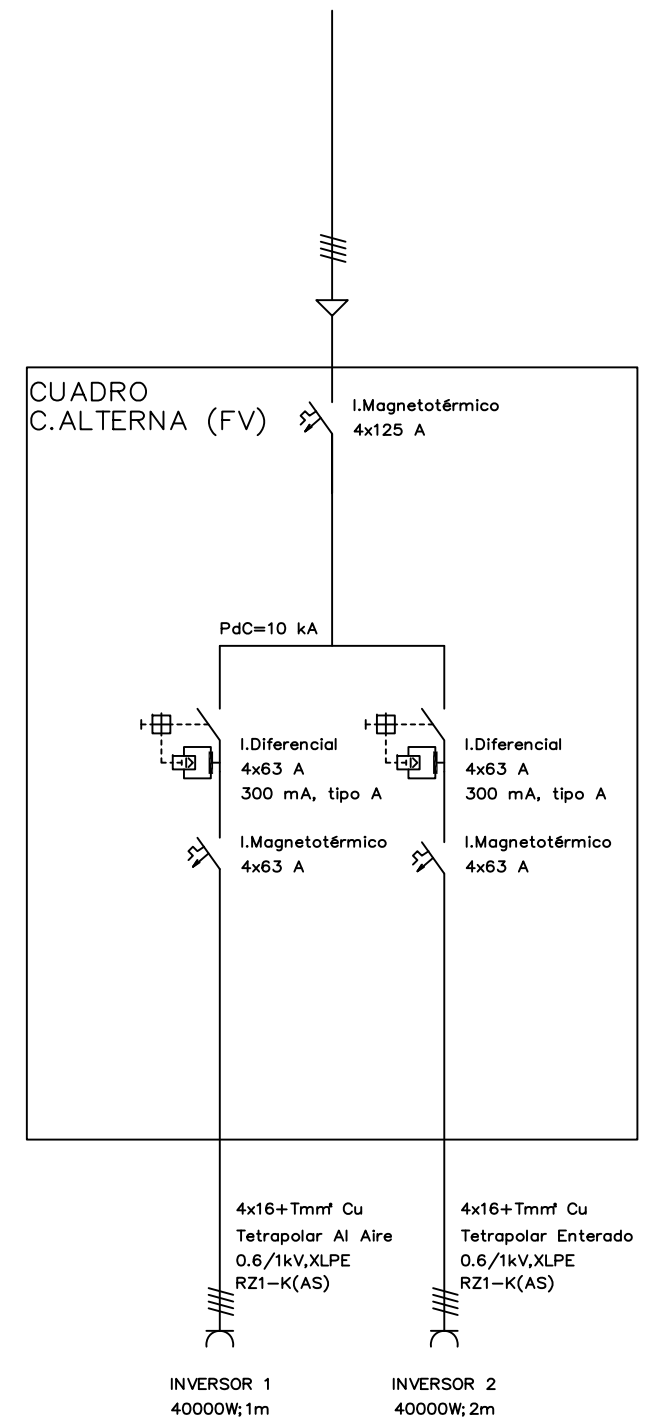 CUADRO
C.ALTERNA (FV)
I.Magnetotérmico
4x125 A
PdC=10 kA
I.Diferencial
4x63 A
300 mA, tipo A
I.Magnetotérmico
4x63 A
I.Diferencial
4x63 A
300 mA, tipo A
I.Magnetotérmico
4x63 A
4x16+Tmm² Cu
Tetrapolar Al Aire
0.6/1kV,XLPE
RZ1-K(AS)
INVERSOR 1
40000W;1m
4x16+Tmm² Cu
Tetrapolar Enterado
0.6/1kV,XLPE
RZ1-K(AS)
INVERSOR 2
40000W;2m